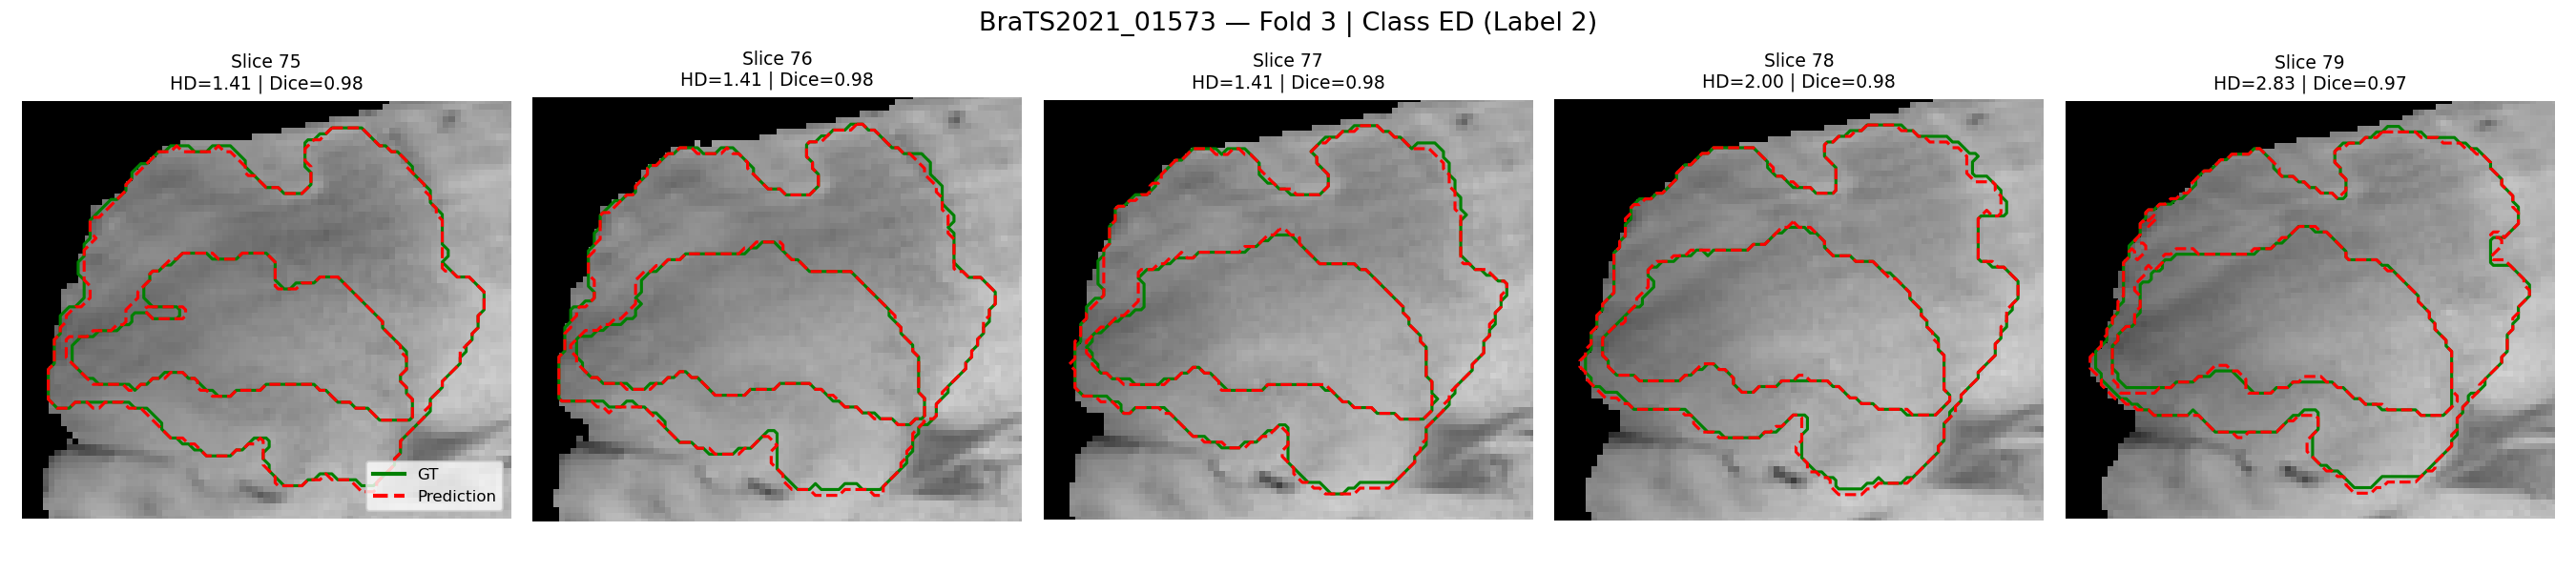 BraTS2021_01573 — Fold 3 | Class ED (Label 2)
Slice 75
HD=1.41 | Dice=0.98
Slice 76
HD=1.41 | Dice=0.98
Slice 77
HD=1.41 | Dice=0.98
Slice 78
HD=2.00 | Dice=0.98
Slice 79
HD=2.83 | Dice=0.97
GT
Prediction